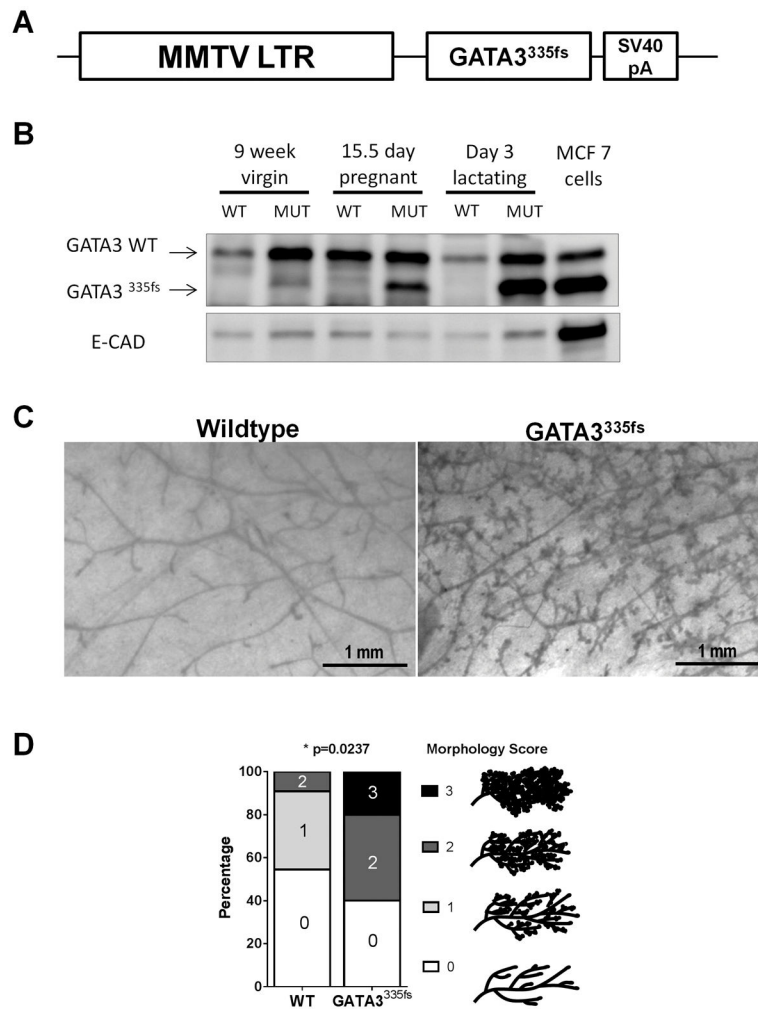 A
MMTV LTR
GATA3335fs
SV40
pA
B
9 week
virgin
15.5 day
pregnant
Day 3
lactating
MCF 7
cells
WT MUT WT MUT WT MUT
GATA3 WT
GATA3 335fs
E-CAD
C
Wildtype
GATA3335fs
1 mm
1 mm
D
* p=0.0237
Morphology Score
Percentage
100
80
60
40
20
0
2
1
0
3
2
0
WT
GATA3335fs
3
2
1
0